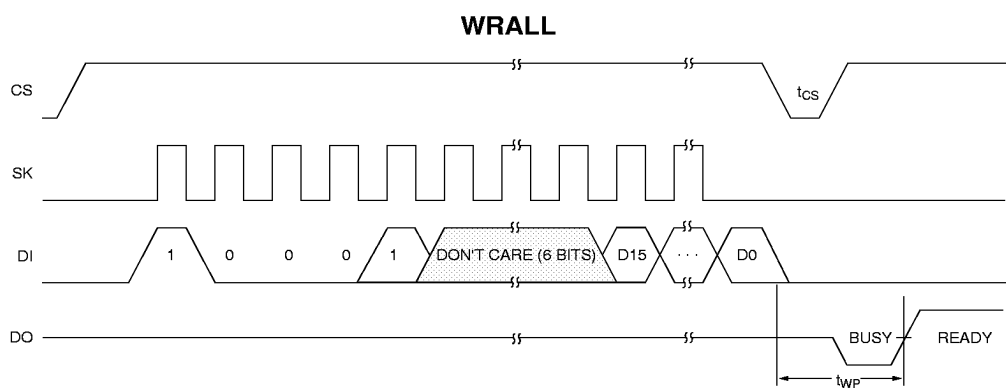 WRALL
CS
tCS
SK
DI 1 0 0 0 1 DON'T CARE (6 BITS) D15 · · · D0
DO BUSY READY
tWP